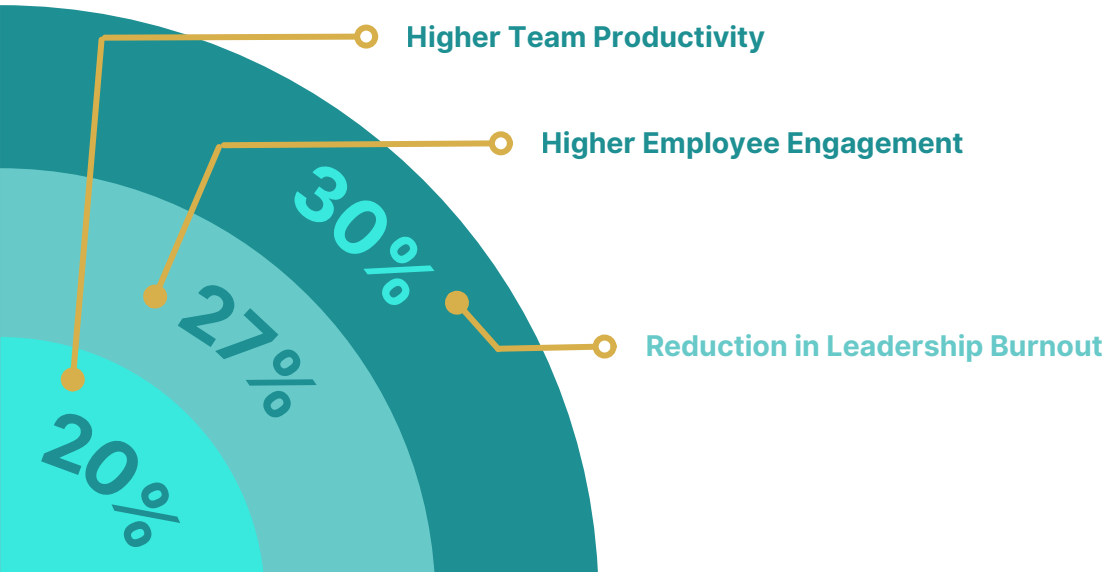 Higher Team Productivity
Higher Employee Engagement
30%
27%
Reduction in Leadership Burnout
20%